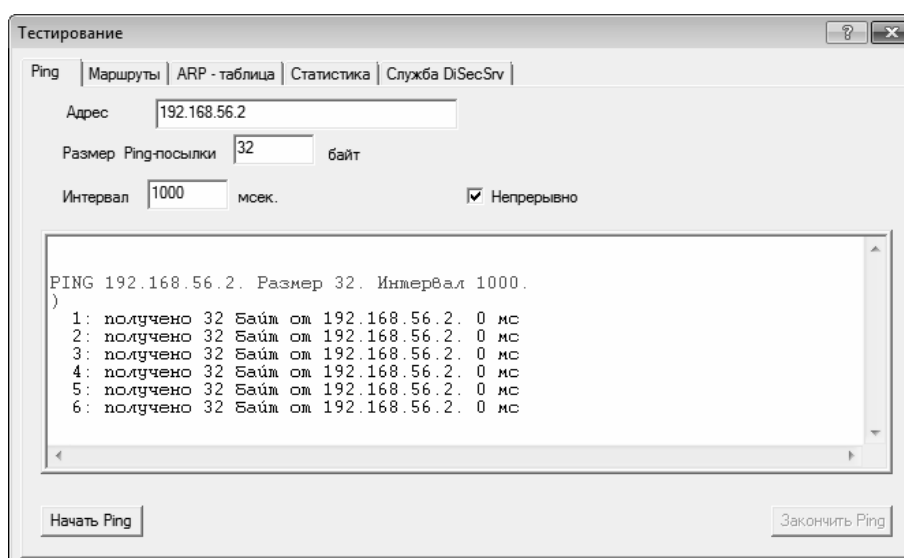 Тестирование
Ping Маршруты ARP - таблица Статистика Служба DiSecSrv
Адрес 192.168.56.2
Размер Ping-посылки 32 байт
Интервал 1000 мсек. Непрерывно
PING 192.168.56.2. Размер 32. Интервал 1000.
)
1: получено 32 байт от 192.168.56.2. 0 мс
2: получено 32 байт от 192.168.56.2. 0 мс
3: получено 32 байт от 192.168.56.2. 0 мс
4: получено 32 байт от 192.168.56.2. 0 мс
5: получено 32 байт от 192.168.56.2. 0 мс
6: получено 32 байт от 192.168.56.2. 0 мс
Начать Ping Закончить Ping